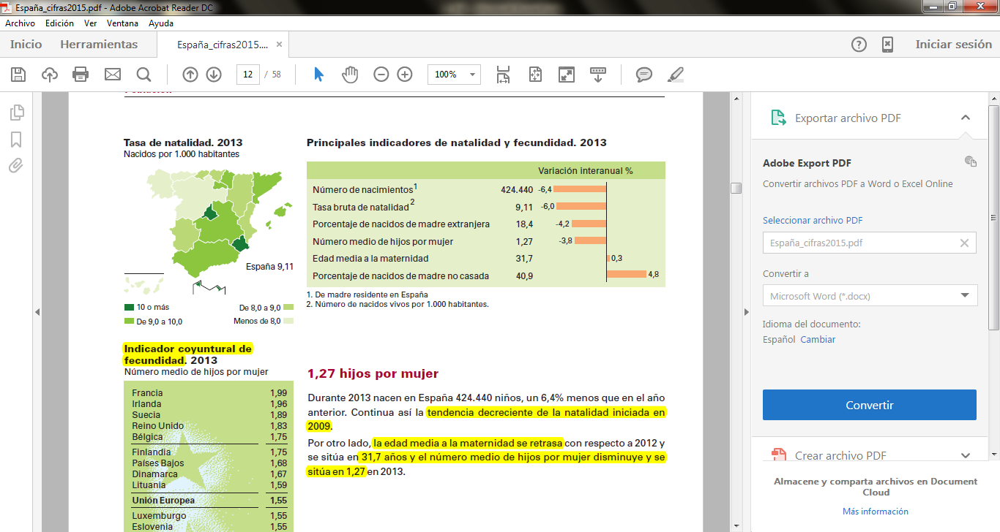 España_cifras2015.pdf - Adobe Acrobat Reader DC
Archivo Edición Ver Ventana Ayuda
Inicio Herramientas España_cifras2015.... × Iniciar sesión
12 / 58 100%
Tasa de natalidad. 2013
Nacidos por 1.000 habitantes
España 9,11
10 o más De 8,0 a 9,0
De 9,0 a 10,0 Menos de 8,0
Principales indicadores de natalidad y fecundidad. 2013
Variación interanual %
Número de nacimientos1 424.440 -6,4
Tasa bruta de natalidad2 9,11 -6,0
Porcentaje de nacidos de madre extranjera 18,4 -4,2
Número medio de hijos por mujer 1,27 -3,8
Edad media a la maternidad 31,7 0,3
Porcentaje de nacidos de madre no casada 40,9 4,8
1. De madre residente en España
2. Número de nacidos vivos por 1.000 habitantes.
Indicador coyuntural de
fecundidad. 2013
Número medio de hijos por mujer
Francia 1,99
Irlanda 1,96
Suecia 1,89
Reino Unido 1,83
Bélgica 1,75
Finlandia 1,75
Países Bajos 1,68
Dinamarca 1,67
Lituania 1,59
Unión Europea 1,55
Luxemburgo 1,55
Eslovenia 1,55
1,27 hijos por mujer
Durante 2013 nacen en España 424.440 niños, un 6,4% menos que en el año
anterior. Continua así la tendencia decreciente de la natalidad iniciada en
2009.
Por otro lado, la edad media a la maternidad se retrasa con respecto a 2012 y
se sitúa en 31,7 años y el número medio de hijos por mujer disminuye y se
sitúa en 1,27 en 2013.
Exportar archivo PDF
Adobe Export PDF
Convertir archivos PDF a Word o Excel Online
Seleccionar archivo PDF
España_cifras2015.pdf
Convertir a
Microsoft Word (*.docx)
Idioma del documento:
Español Cambiar
Convertir
Crear archivo PDF
Almacene y comparta archivos en Document
Cloud
Más información